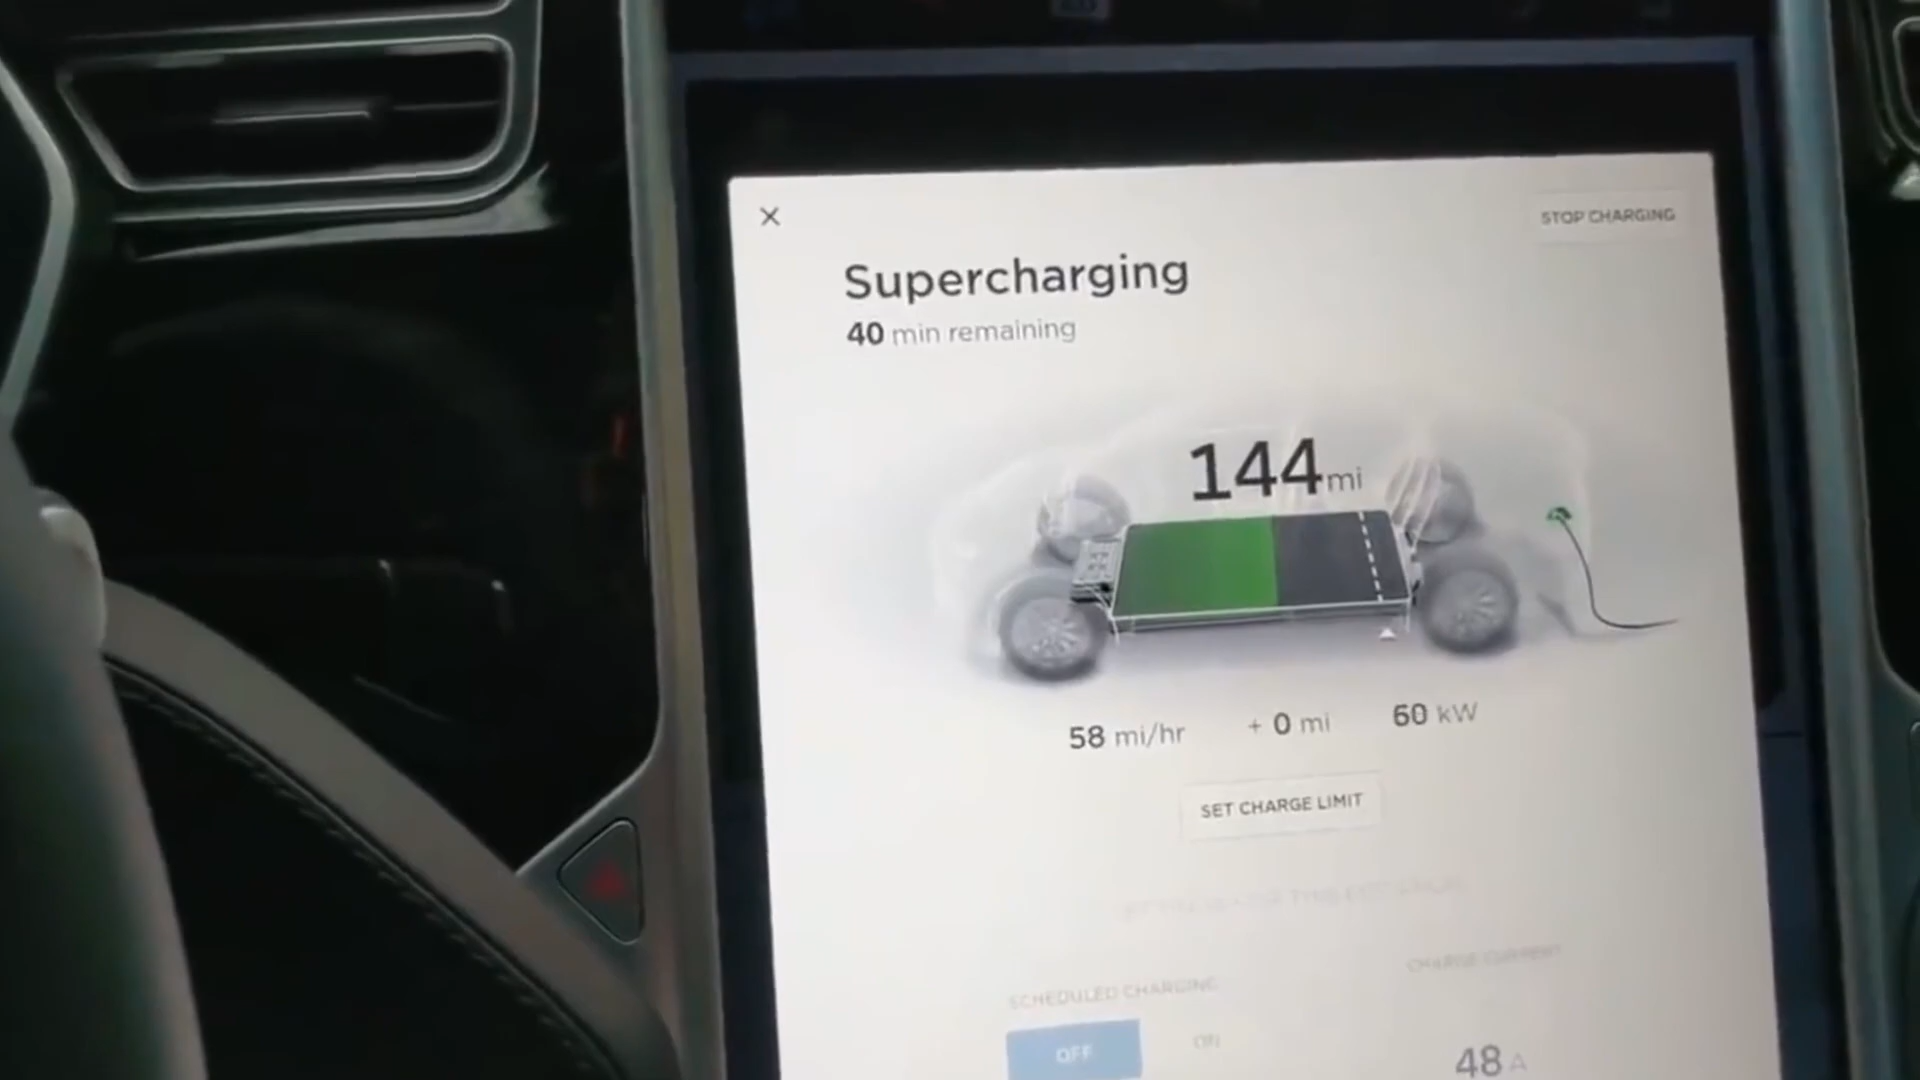 ×
STOP CHARGING
Supercharging
40 min remaining
144 mi
58 mi/hr + 0 mi 60 kW
SET CHARGE LIMIT
CHARGE CURRENT
SCHEDULED CHARGING
OFF ON
48 A